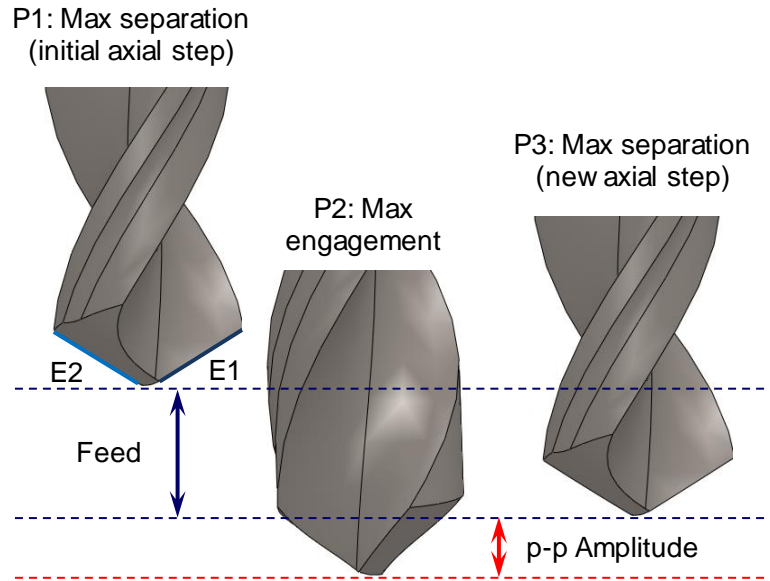 P1: Max separation
(initial axial step)
P2: Max
engagement
P3: Max separation
(new axial step)
E2
E1
Feed
p-p Amplitude